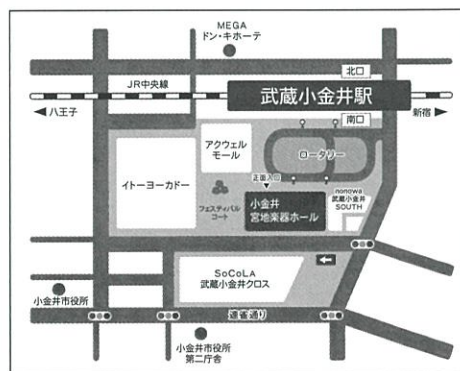 MEGA
ドン・キホーテ
北口
JR中央線
武蔵小金井駅
八王子
新宿
南口
アクウェル
モール
ロータリー
イトーヨーカドー
正面入口
nonowa
武蔵小金井
SOUTH
フェスティバル
コート
小金井
宮地楽器ホール
SoCoLA
武蔵小金井クロス
小金井市役所
連雀通り
小金井市役所
第二庁舎